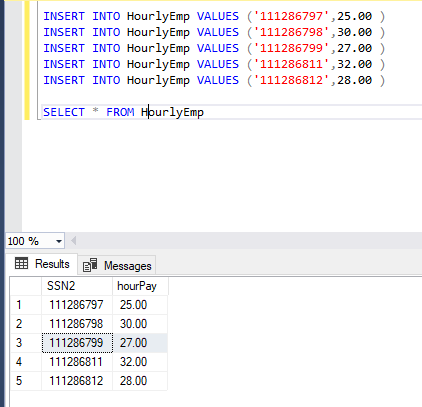 INSERT INTO HourlyEmp VALUES ('111286797',25.00 )
INSERT INTO HourlyEmp VALUES ('111286798',30.00 )
INSERT INTO HourlyEmp VALUES ('111286799',27.00 )
INSERT INTO HourlyEmp VALUES ('111286811',32.00 )
INSERT INTO HourlyEmp VALUES ('111286812',28.00 )
SELECT * FROM HourlyEmp
100 %
Results Messages
SSN2 hourPay
1 111286797 25.00
2 111286798 30.00
3 111286799 27.00
4 111286811 32.00
5 111286812 28.00